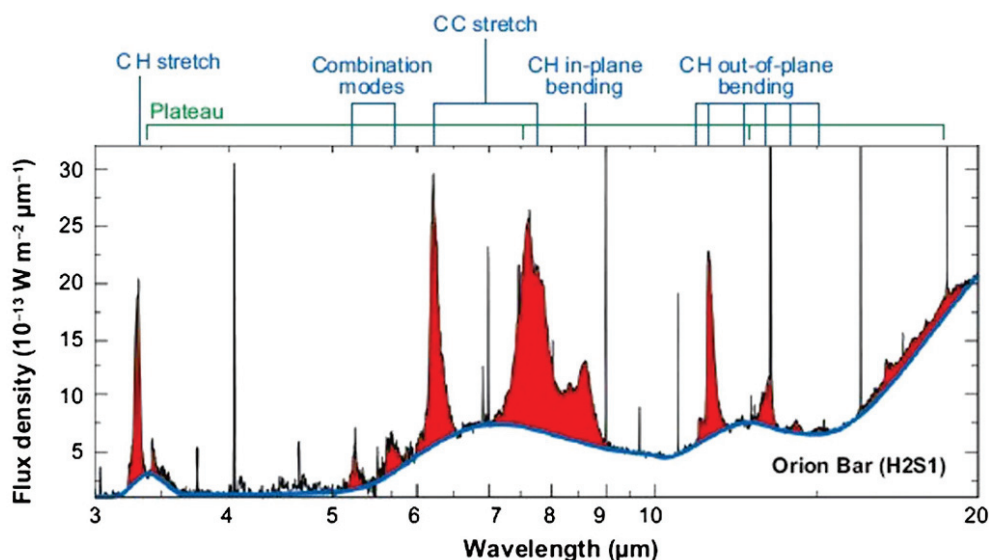 CC stretch
CH stretch
Combination
modes
CH in-plane
bending
CH out-of-plane
bending
Plateau
Flux density (10⁻¹³ W m⁻² µm⁻¹)
30
25
20
15
10
5
Orion Bar (H2S1)
3 4 5 6 7 8 9 10 20
Wavelength (µm)